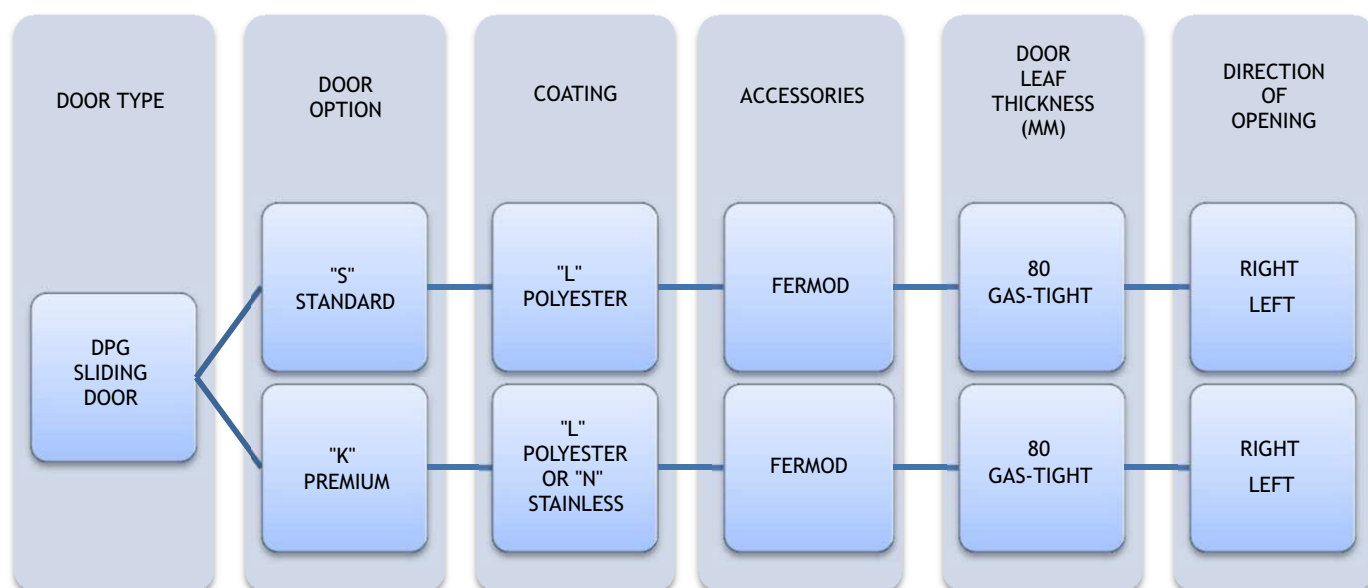 DOOR TYPE
DOOR
OPTION
COATING
ACCESSORIES
DOOR
LEAF
THICKNESS
(MM)
DIRECTION
OF
OPENING
DPG
SLIDING
DOOR
"S"
STANDARD
"L"
POLYESTER
FERMOD
80
GAS-TIGHT
RIGHT
LEFT
"K"
PREMIUM
"L"
POLYESTER
OR "N"
STAINLESS
FERMOD
80
GAS-TIGHT
RIGHT
LEFT